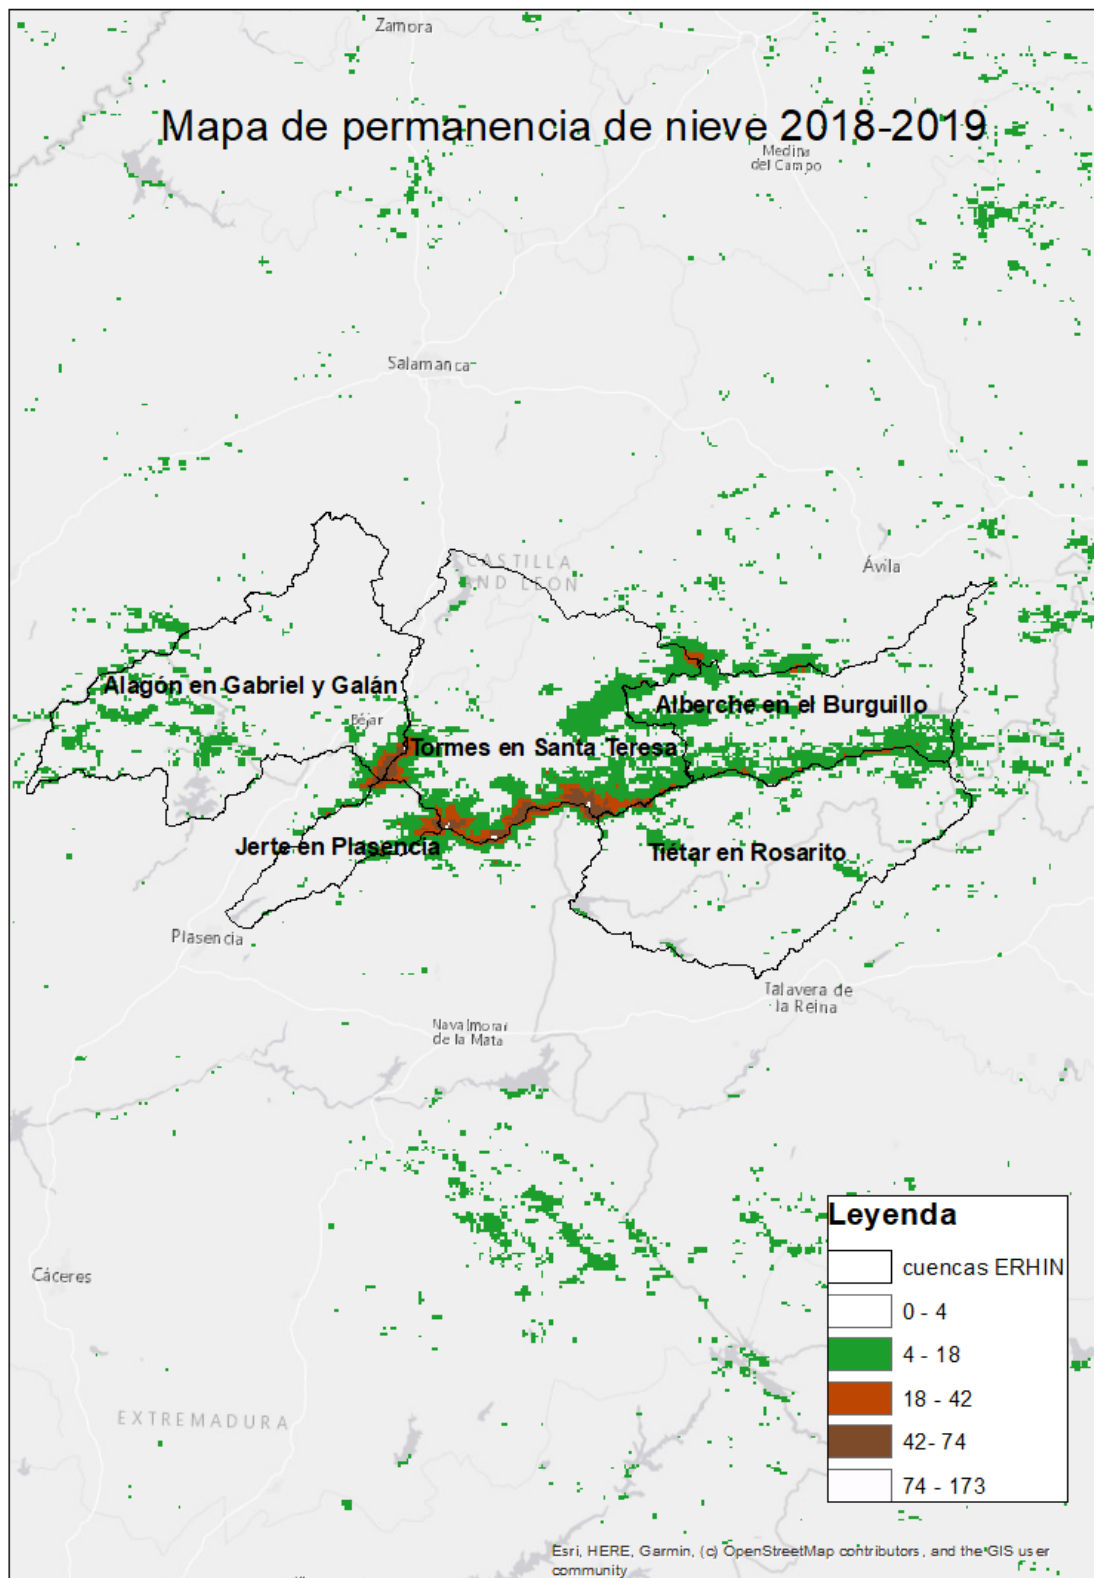 Zamora
Mapa de permanencia de nieve 2018-2019
Medina
del Campo
Salamanca
CASTILLA
AND LEON
Ávila
Alagón en Gabriel y Galán
Alberche en el Burguillo
Béjar
Tormes en Santa Teresa
Jerte en Plasencia
Tietar en Rosarito
Plasencia
Talavera de
la Reina
Navalmoral
de la Mata
Leyenda
cuencas ERHIN
0 - 4
4 - 18
18 - 42
42- 74
74 - 173
Cáceres
EXTREMADURA
Esri, HERE, Garmin, (c) OpenStreetMap contributors, and the GIS user
community